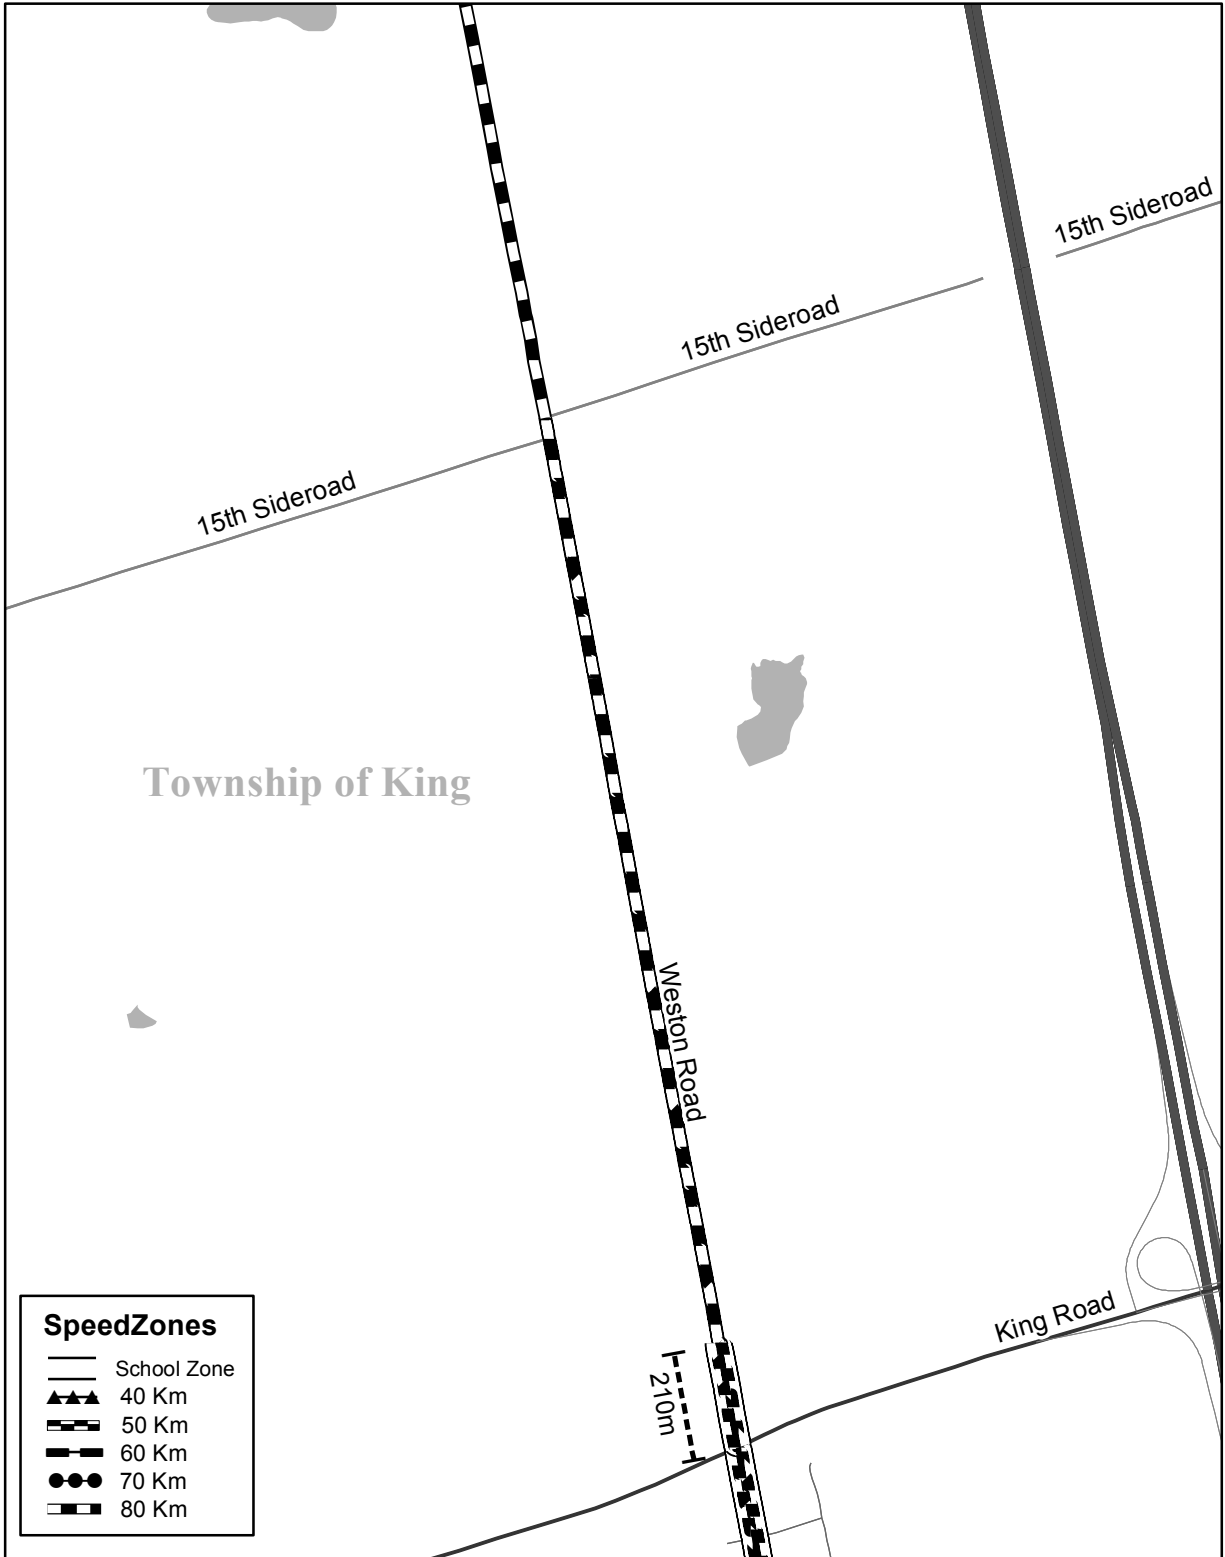 15th Sideroad
15th Sideroad
15th Sideroad
Township of King
Weston Road
King Road
210m
SpeedZones
School Zone
40 Km
50 Km
60 Km
70 Km
80 Km